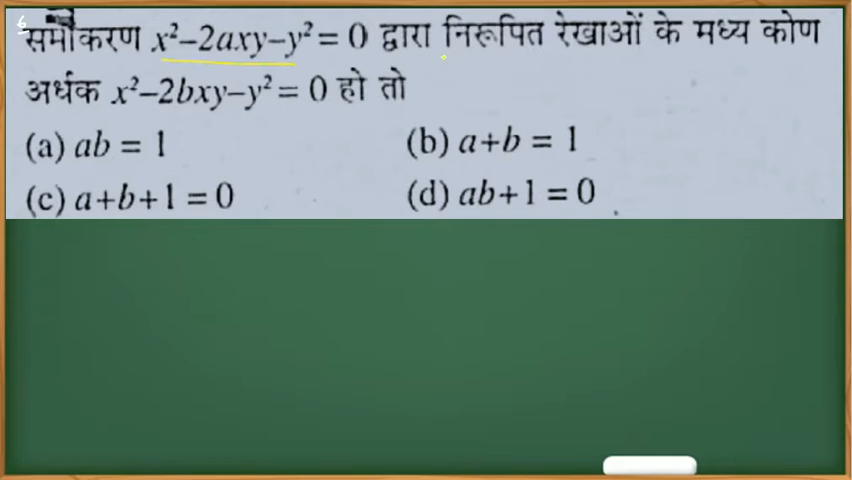 6
समीकरण x²–2axy–y² = 0 द्वारा निरूपित रेखाओं के मध्य कोण
अर्धक x²–2bxy–y² = 0 हो तो
(a) ab = 1 (b) a+b = 1
(c) a+b+1 = 0 (d) ab+1 = 0